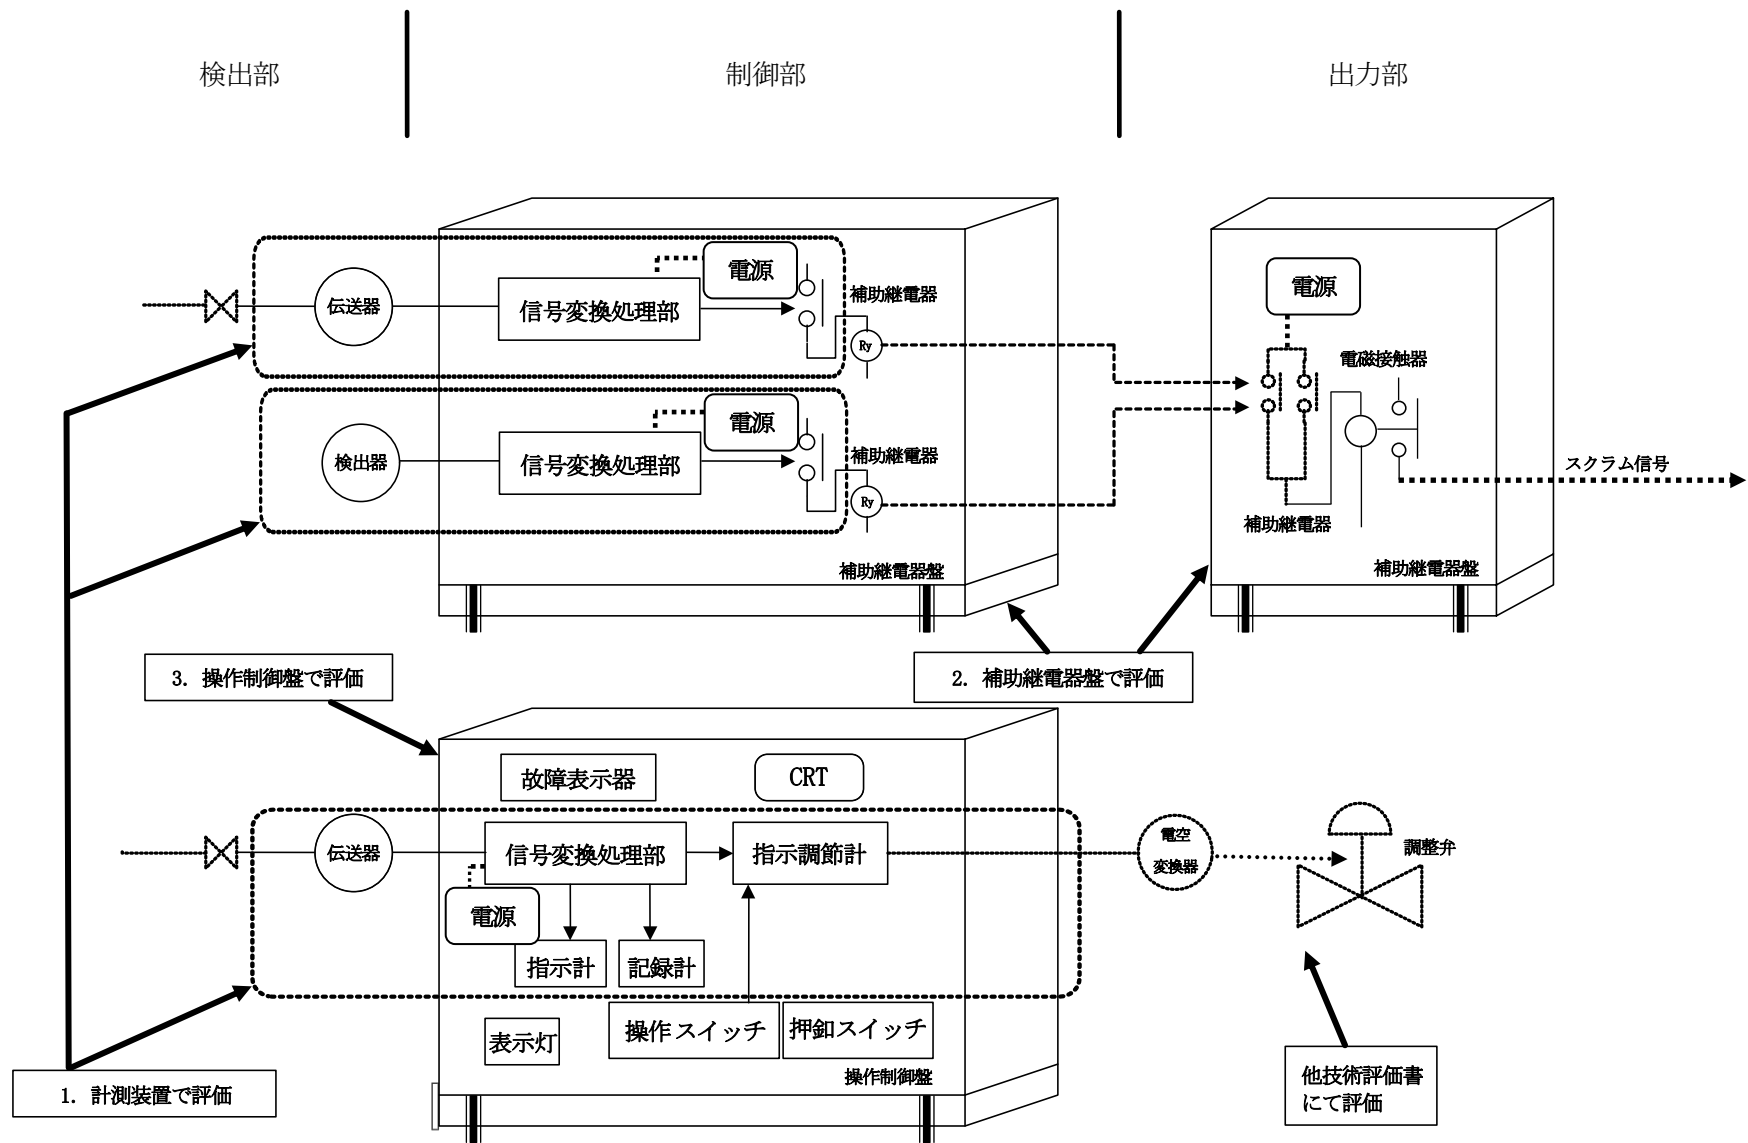 検出部
制御部
出力部
電源
伝送器
信号変換処理部
補助継電器
Ry
電源
検出器
信号変換処理部
補助継電器
Ry
補助継電器盤
電源
電磁接触器
スクラム信号
補助継電器
補助継電器盤
3. 操作制御盤で評価
2. 補助継電器盤で評価
故障表示器
CRT
伝送器
信号変換処理部
指示調節計
電空
変換器
調整弁
電源
指示計
記録計
表示灯
操作スイッチ
押釦スイッチ
操作制御盤
1. 計測装置で評価
他技術評価書
にて評価